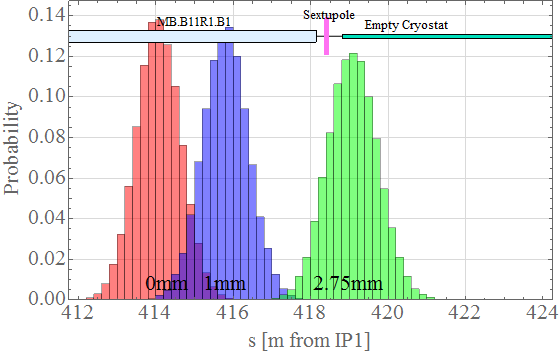 Sextupole
MB.B11R1.B1
Empty Cryostat
0.14
0.12
0.10
0.08
0.06
0.04
0.02
0.00
Probability
0mm
1mm
2.75mm
412
414
416
418
420
422
424
s [m from IP1]